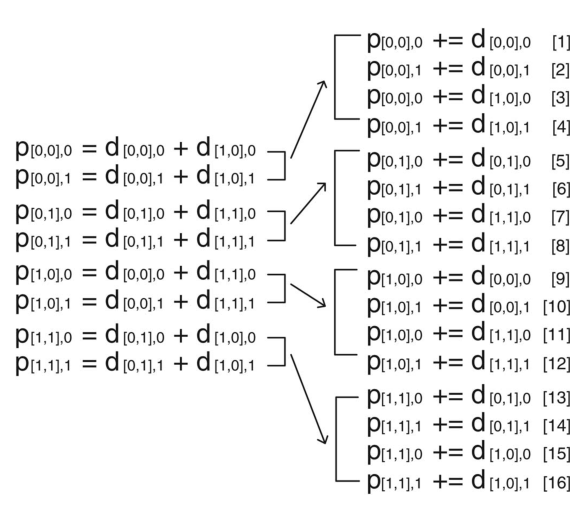 p[0,0],0 = d[0,0],0 + d[1,0],0
p[0,0],1 = d[0,0],1 + d[1,0],1
p[0,1],0 = d[0,1],0 + d[1,1],0
p[0,1],1 = d[0,1],1 + d[1,1],1
p[1,0],0 = d[0,0],0 + d[1,1],0
p[1,0],1 = d[0,0],1 + d[1,1],1
p[1,1],0 = d[0,1],0 + d[1,0],0
p[1,1],1 = d[0,1],1 + d[1,0],1
p[0,0],0 += d[0,0],0 [1]
p[0,0],1 += d[0,0],1 [2]
p[0,0],0 += d[1,0],0 [3]
p[0,0],1 += d[1,0],1 [4]
p[0,1],0 += d[0,1],0 [5]
p[0,1],1 += d[0,1],1 [6]
p[0,1],0 += d[1,1],0 [7]
p[0,1],1 += d[1,1],1 [8]
p[1,0],0 += d[0,0],0 [9]
p[1,0],1 += d[0,0],1 [10]
p[1,0],0 += d[1,1],0 [11]
p[1,0],1 += d[1,1],1 [12]
p[1,1],0 += d[0,1],0 [13]
p[1,1],1 += d[0,1],1 [14]
p[1,1],0 += d[1,0],0 [15]
p[1,1],1 += d[1,0],1 [16]